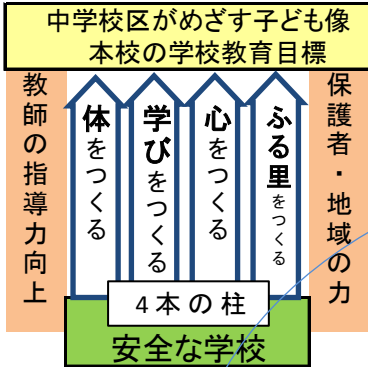 中学校区がめざす子ども像
本校の学校教育目標
教師の指導力向上
体をつくる
学びをつくる
心をつくる
ふる里をつくる
保護者・地域の力
4本の柱
安全な学校